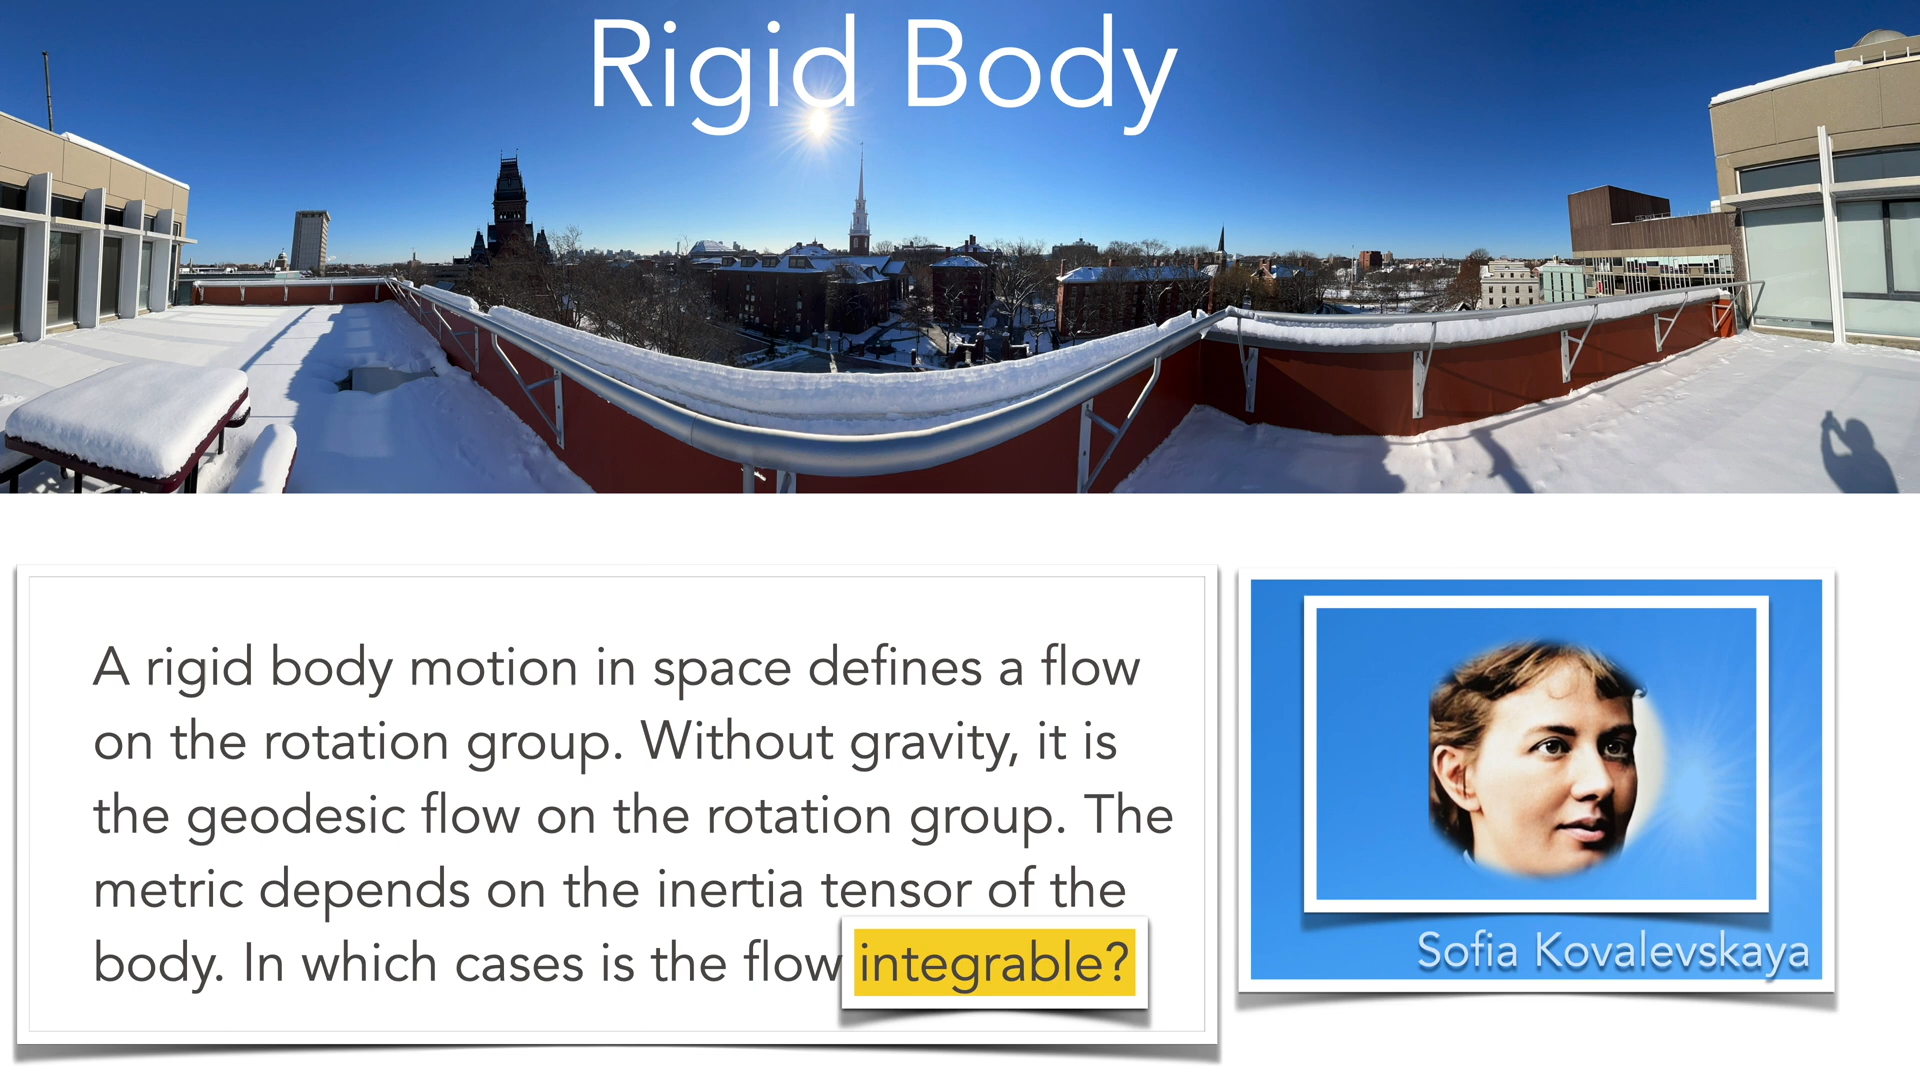 Rigid Body
A rigid body motion in space defines a flow
on the rotation group. Without gravity, it is
the geodesic flow on the rotation group. The
metric depends on the inertia tensor of the
body. In which cases is the flow integrable?
Sofia Kovalevskaya